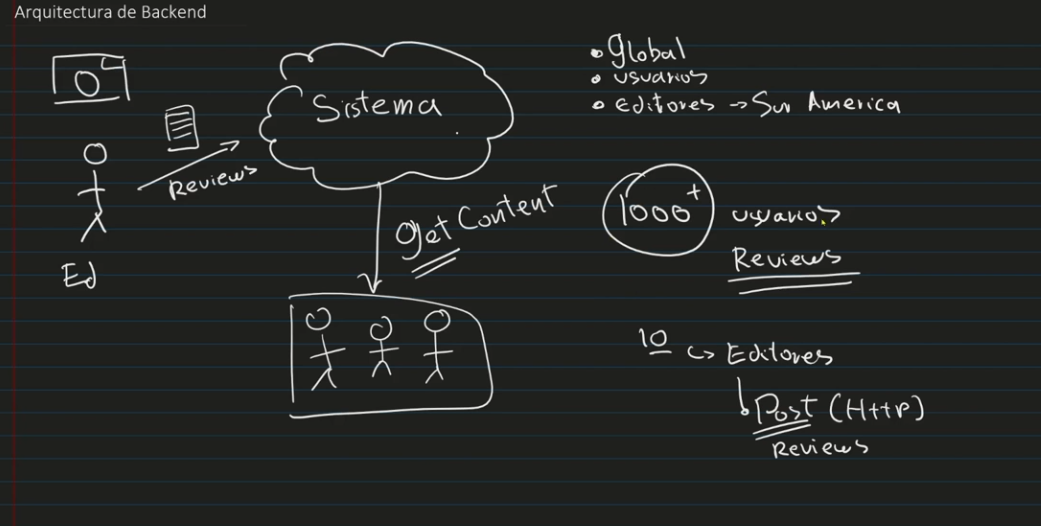 Arquitectura de Backend
Sistema
Reviews
Ed
Get Content
• Global
• usuarios
• Editores → Sur America
1000+ usuarios
Reviews
10 ↪ Editores
Post (Http)
Reviews